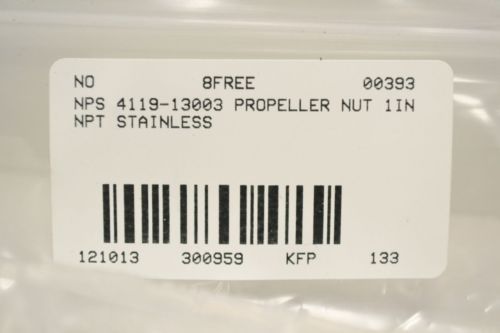 NO 8FREE 00393
NPS 4119-13003 PROPELLER NUT 1IN
NPT STAINLESS
121013 300959 KFP 133